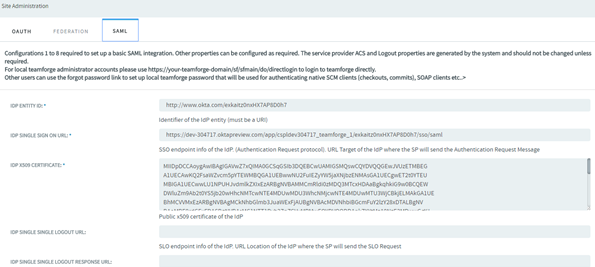 Site Administration
OAUTH FEDERATION SAML
Configurations 1 to 8 required to set up a basic SAML integration. Other properties can be configured as required. The service provider ACS and Logout properties are generated by the system and should not be changed unless
required.
For local teamforge administrator accounts please use https://your-teamforge-domain/sf/sfmain/do/directlogin to login to teamforge directly.
Other users can use the forgot password link to set up local teamforge password that will be used for authenticating native SCM clients (checkouts, commits), SOAP clients etc..>
IDP ENTITY ID: *
http://www.okta.com/exkaitz0nxHX7AP8D0h7
Identifier of the IdP entity (must be a URI)
IDP SINGLE SIGN ON URL: *
https://dev-304717.oktapreview.com/app/cspldev304717_teamforge_1/exkaitz0nxHX7AP8D0h7/sso/saml
SSO endpoint info of the IdP. (Authentication Request protocol), URL Target of the IdP where the SP will send the Authentication Request Message
IDP X509 CERTIFICATE: *
Public x509 certificate of the IdP
IDP SINGLE SINGLE LOGOUT URL:
SLO endpoint info of the IdP. URL Location of the IdP where the SP will send the SLO Request
IDP SINGLE SINGLE LOGOUT RESPONSE URL: